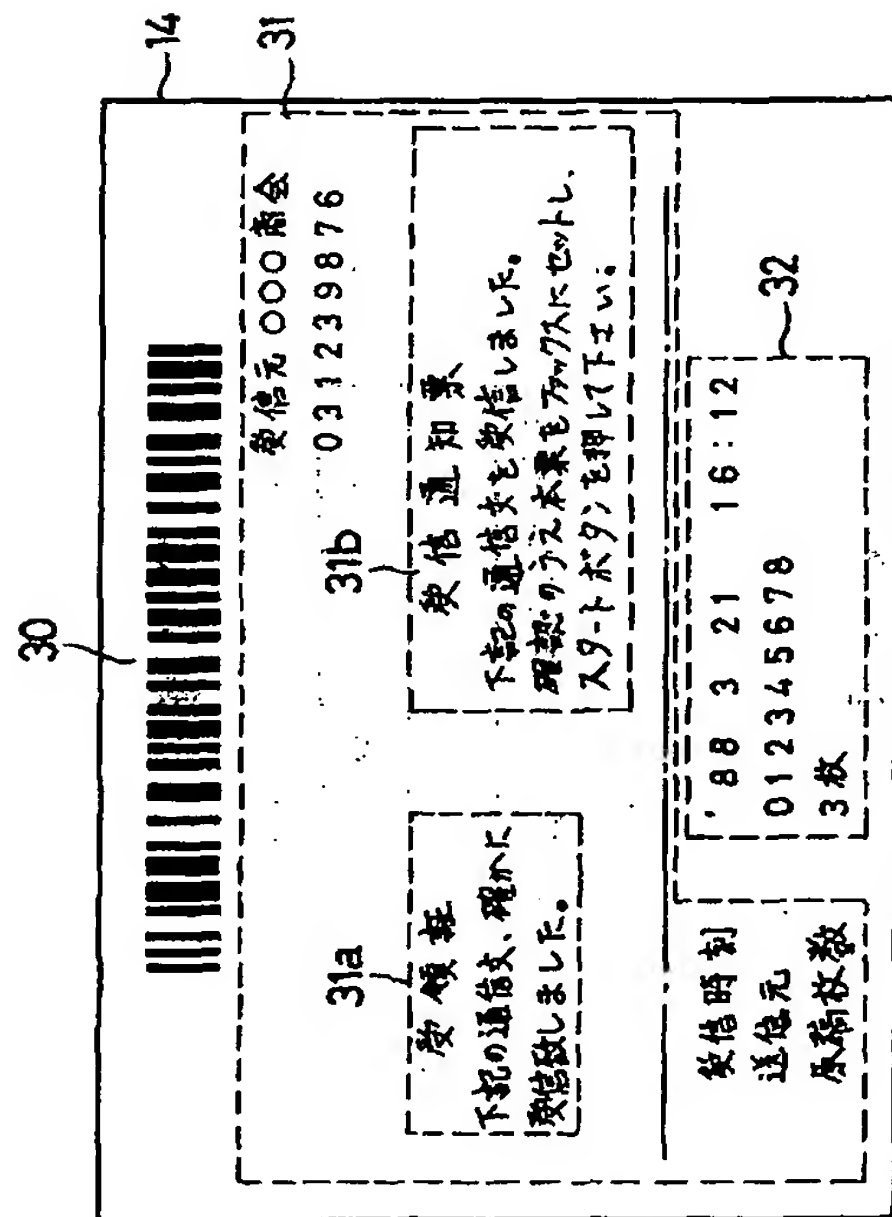 14
30
31
受信元 ○○○商会
031239876
31a
受領証
下記の通信文、確かに
受信致しました。
31b
受信通知票
下記の通信文を受信しました。
確認のうえ本票をファックスにセットし、
スタートボタンを押して下さい。
32
受信時刻 '88 3 21 16:12
送信元 012345678
原稿枚数 3枚